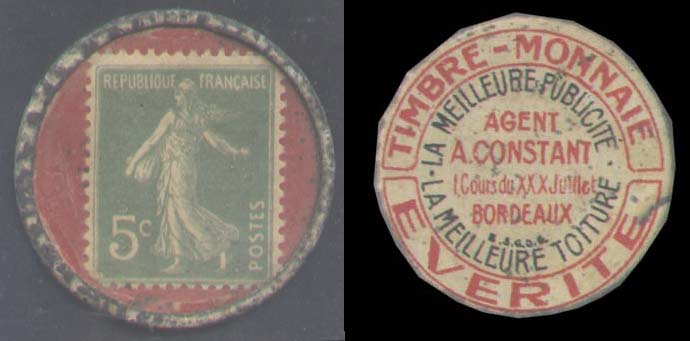 REPUBLIQUE FRANÇAISE
5c
POSTES
TIMBRE-MONNAIE
LA MEILLEURE PUBLICITÉ
AGENT
A.CONSTANT
1, Cours du XXX Juillet
BORDEAUX
B.S.G.D.G.
LA MEILLEURE TOITURE
EVERITE